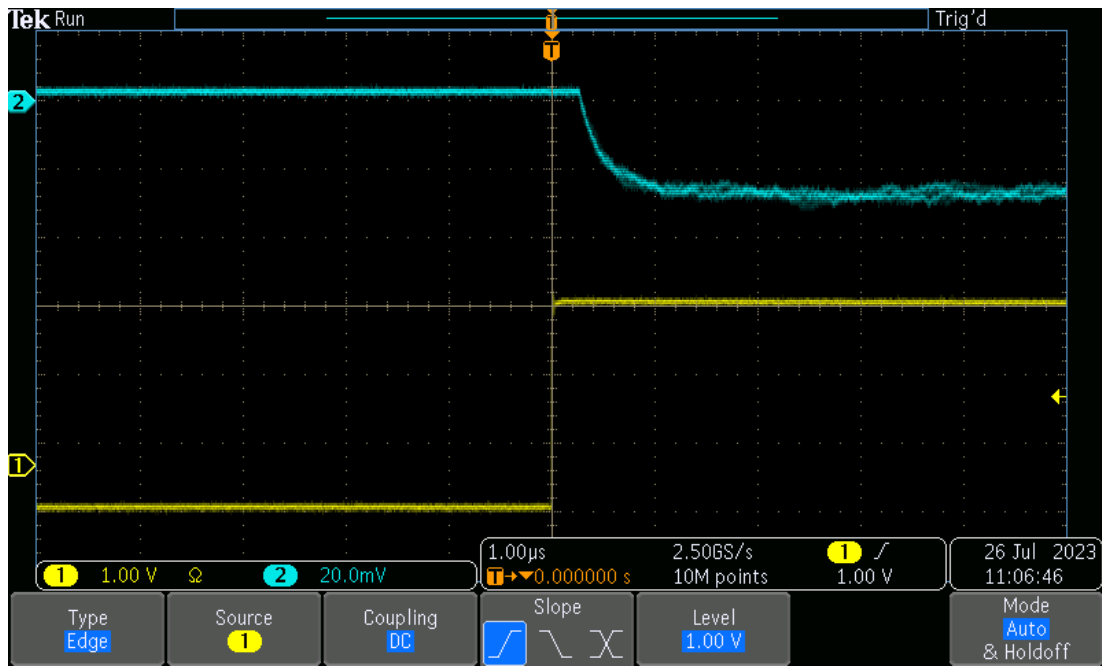 Tek Run Trig'd
T
T
2
1
1.00 V Ω 2 20.0mV
1.00µs 2.50GS/s 1
T→▼0.000000 s 10M points 1.00 V
26 Jul 2023
11:06:46
1
Type
Edge
Source
1
Coupling
DC
Slope
Level
1.00 V
Mode
Auto
& Holdoff